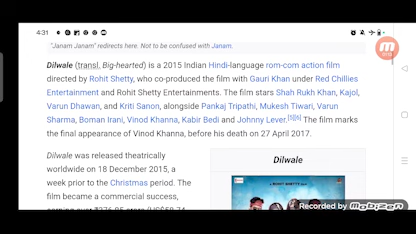 4:31
"Janam Janam" redirects here. Not to be confused with Janam.
Dilwale (transl. Big-hearted) is a 2015 Indian Hindi-language rom-com action film
directed by Rohit Shetty, who co-produced the film with Gauri Khan under Red Chillies
Entertainment and Rohit Shetty Entertainments. The film stars Shah Rukh Khan, Kajol,
Varun Dhawan, and Kriti Sanon, alongside Pankaj Tripathi, Mukesh Tiwari, Varun
Sharma, Boman Irani, Vinod Khanna, Kabir Bedi and Johnny Lever.[5][6] The film marks
the final appearance of Vinod Khanna, before his death on 27 April 2017.
Dilwale was released theatrically
worldwide on 18 December 2015, a
week prior to the Christmas period. The
film became a commercial success,
Dilwale
Recorded by
MOBIZEN